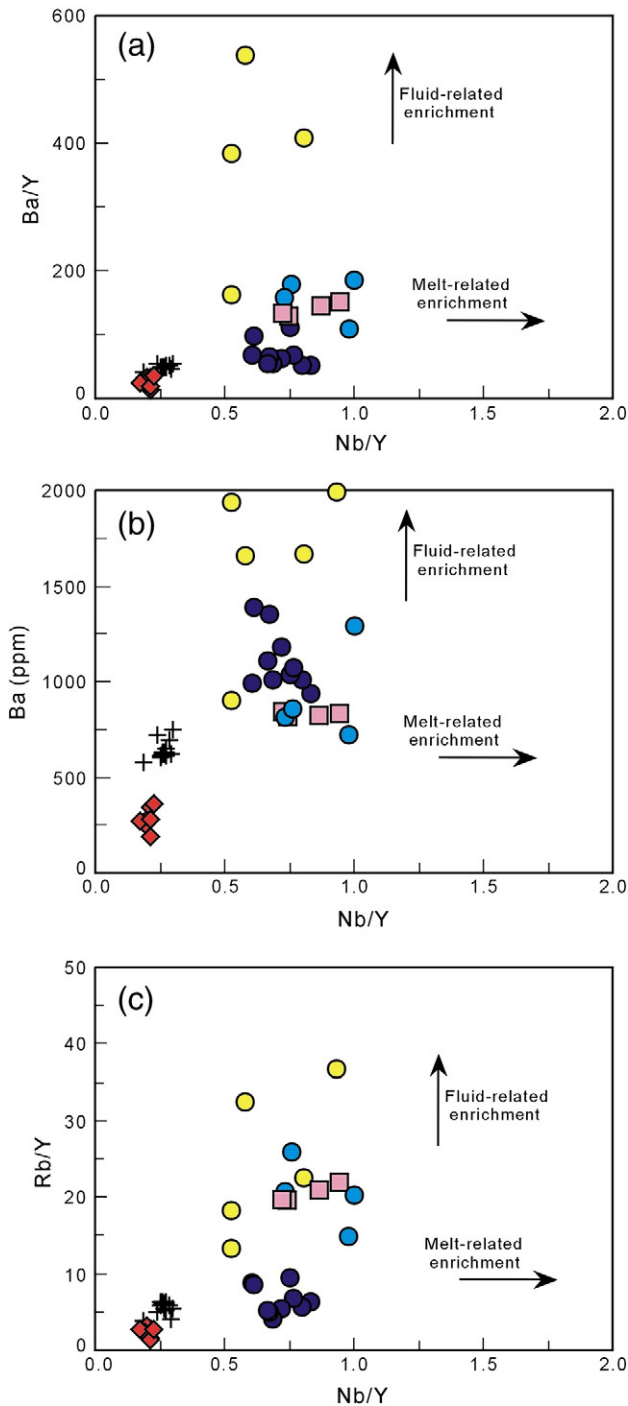 (a)
600
400
200
0
Ba/Y
Fluid-related
enrichment
Melt-related
enrichment
0.0 0.5 1.0 1.5 2.0
Nb/Y
(b)
2000
1500
1000
500
0
Ba (ppm)
Fluid-related
enrichment
Melt-related
enrichment
0.0 0.5 1.0 1.5 2.0
Nb/Y
(c)
50
40
30
20
10
0
Rb/Y
Fluid-related
enrichment
Melt-related
enrichment
0.0 0.5 1.0 1.5 2.0
Nb/Y